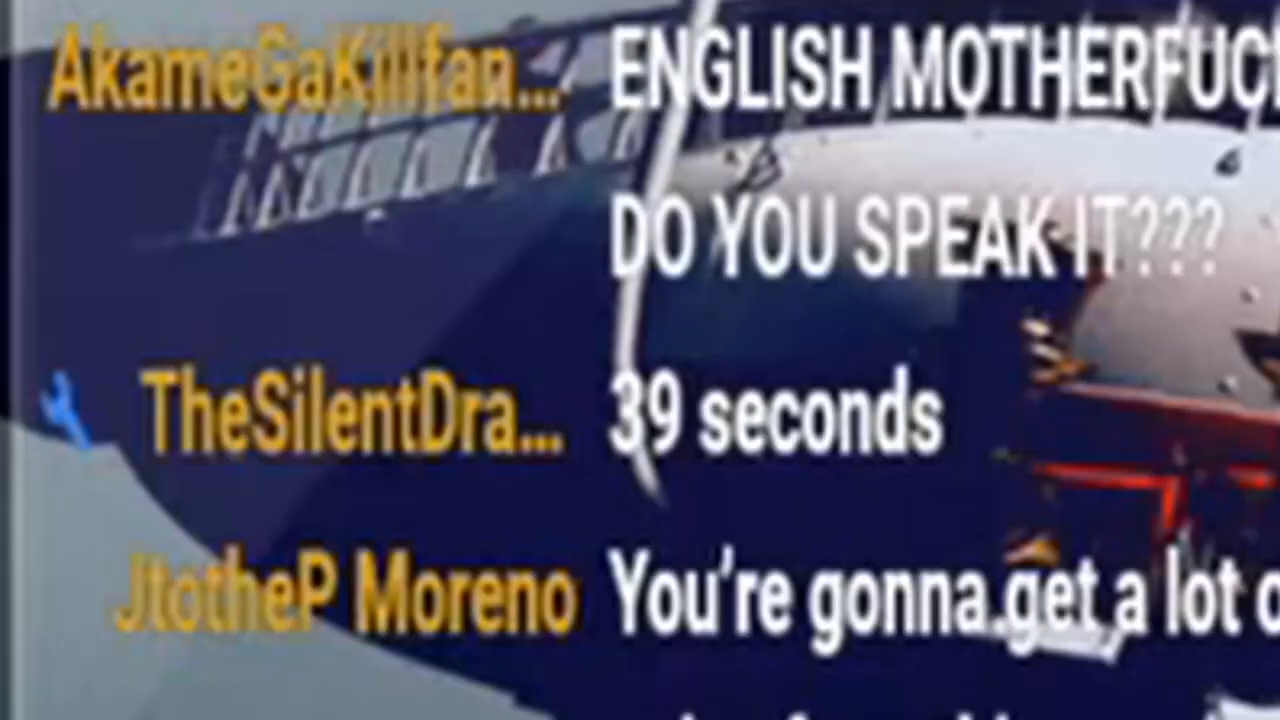 AkameGaKillfan... ENGLISH MOTHERFUC
DO YOU SPEAK IT???
TheSilentDra... 39 seconds
JtotheP Moreno You're gonna get a lot